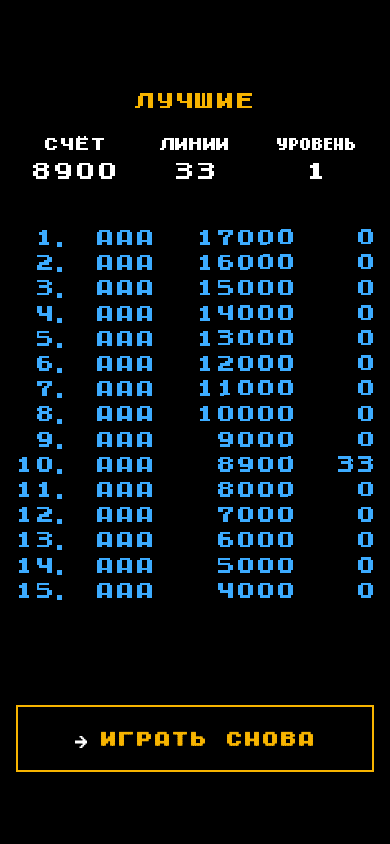 ЛУЧШИЕ
СЧЁТ ЛИНИИ УРОВЕНЬ
8900 33 1
1. AAA 17000 0
2. AAA 16000 0
3. AAA 15000 0
4. AAA 14000 0
5. AAA 13000 0
6. AAA 12000 0
7. AAA 11000 0
8. AAA 10000 0
9. AAA 9000 0
10. AAA 8900 33
11. AAA 8000 0
12. AAA 7000 0
13. AAA 6000 0
14. AAA 5000 0
15. AAA 4000 0
→ ИГРАТЬ СНОВА